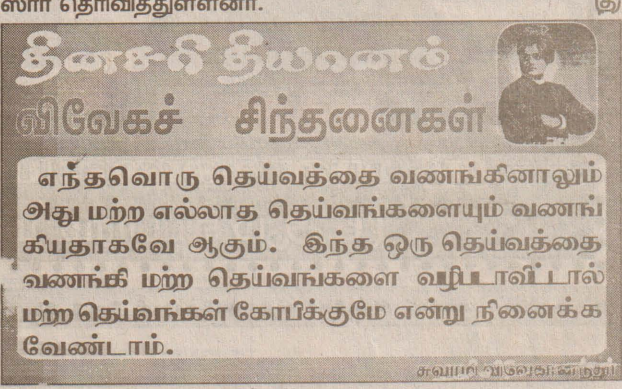 ஸார் தெரிவித்துள்ளனர். (த)
தினசரி தியானம்
விவேகச் சிந்தனைகள்
எந்தவொரு தெய்வத்தை வணங்கினாலும்
அது மற்ற எல்லாத தெய்வங்களையும் வணங்
கியதாகவே ஆகும். இந்த ஒரு தெய்வத்தை
வணங்கி மற்ற தெய்வங்களை வழிபடாவிட்டால்
மற்ற தெய்வங்கள் கோபிக்குமே என்று நினைக்க
வேண்டாம்.
சுவாமி விவேகானந்தர்